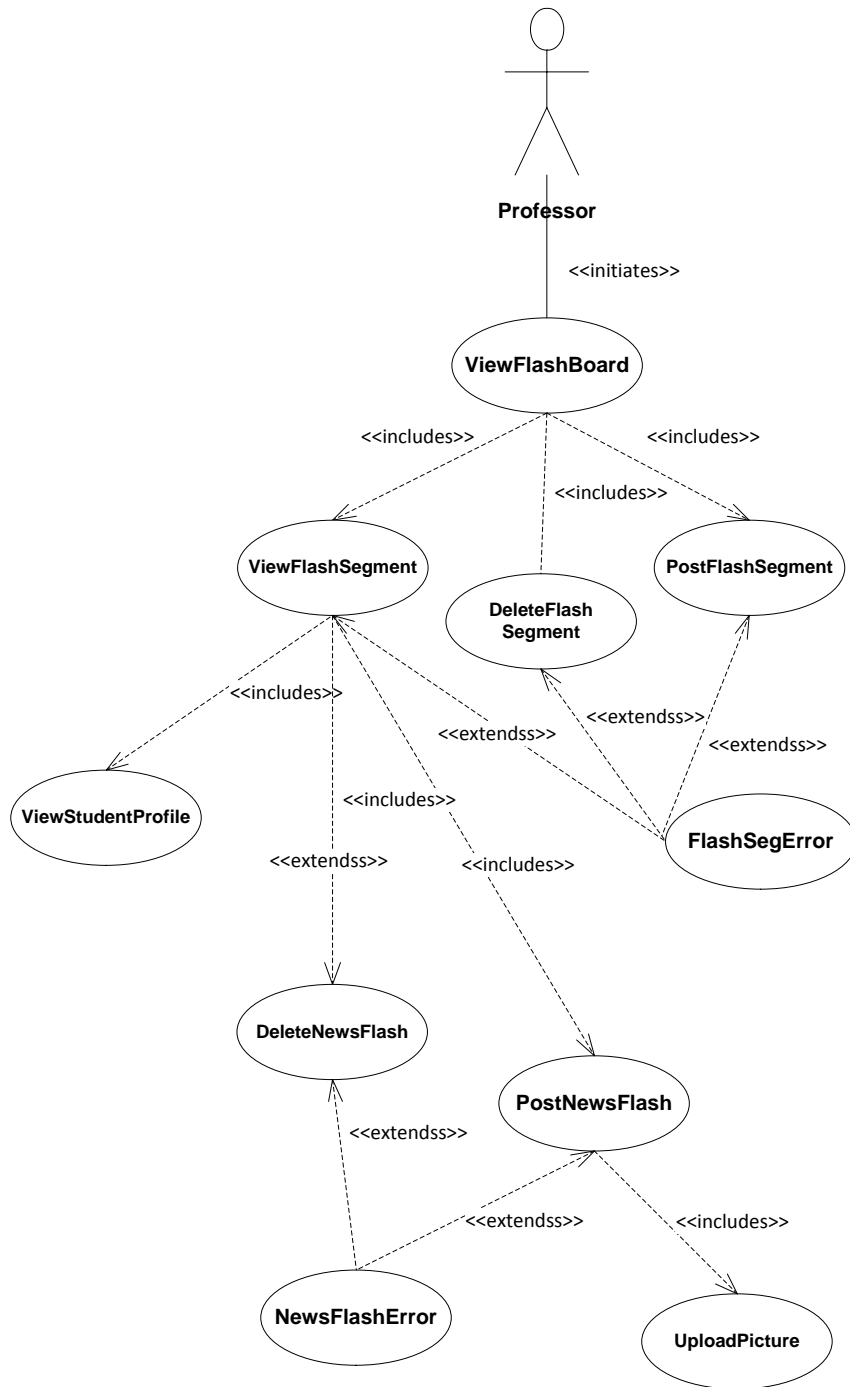 Professor
<<initiates>>
ViewFlashBoard
<<includes>>
<<includes>>
<<includes>>
ViewFlashSegment
PostFlashSegment
DeleteFlash
Segment
<<includes>>
<<extendss>>
<<extendss>>
<<extendss>>
<<includes>>
ViewStudentProfile
FlashSegError
<<extendss>>
<<includes>>
DeleteNewsFlash
PostNewsFlash
<<extendss>>
<<extendss>>
<<includes>>
NewsFlashError
UploadPicture